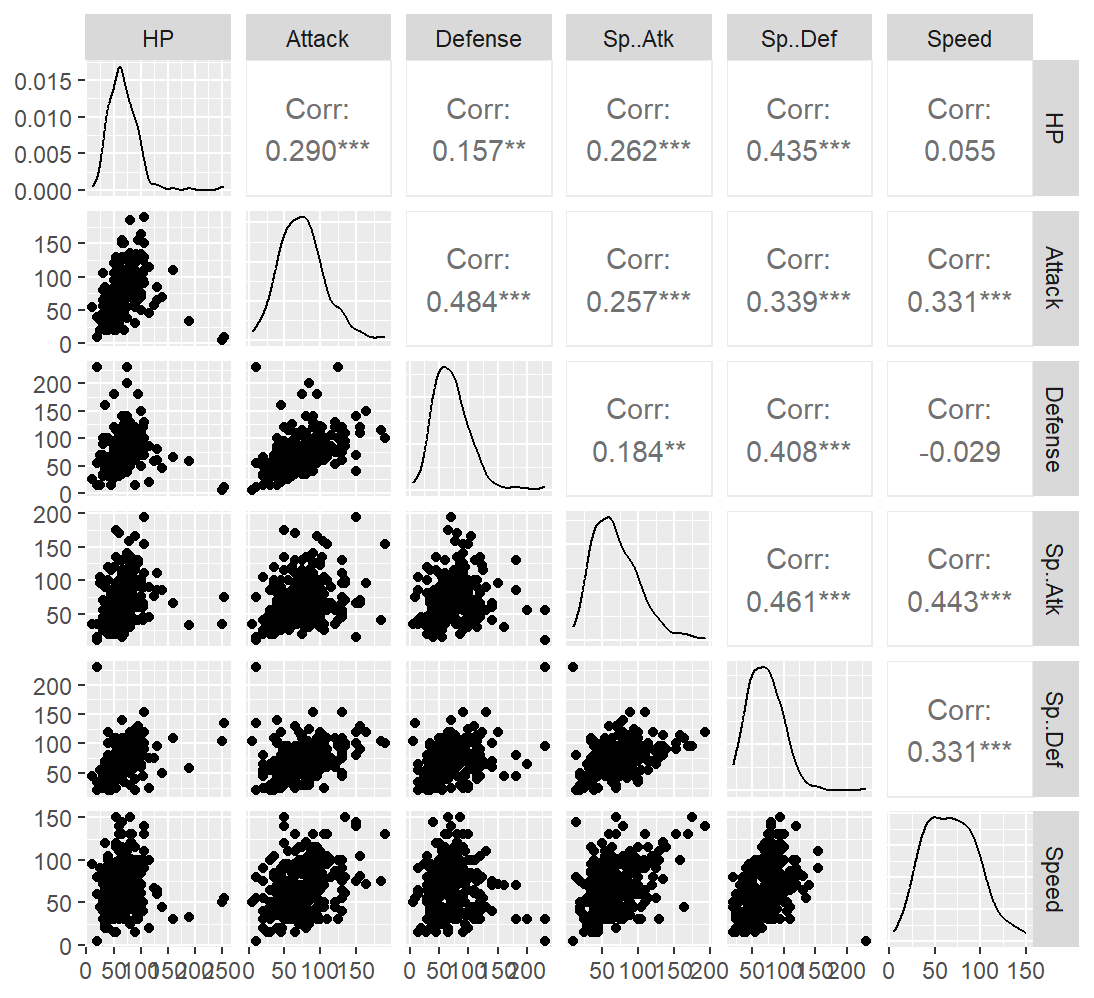 HP Attack Defense Sp..Atk Sp..Def Speed
0.015
0.010
0.005
0.000
Corr:
0.290***
Corr:
0.157**
Corr:
0.262***
Corr:
0.435***
Corr:
0.055
HP
150
100
50
0
Corr:
0.484***
Corr:
0.257***
Corr:
0.339***
Corr:
0.331***
Attack
200
150
100
50
0
Corr:
0.184**
Corr:
0.408***
Corr:
-0.029
Defense
200
150
100
50
Corr:
0.461***
Corr:
0.443***
Sp..Atk
200
150
100
50
Corr:
0.331***
Sp..Def
150
100
50
0
Speed
0 50 100 150 200 250
0 50 100 150
0 50 100 150 200
50 100 150 200
50 100 150 200
0 50 100 150